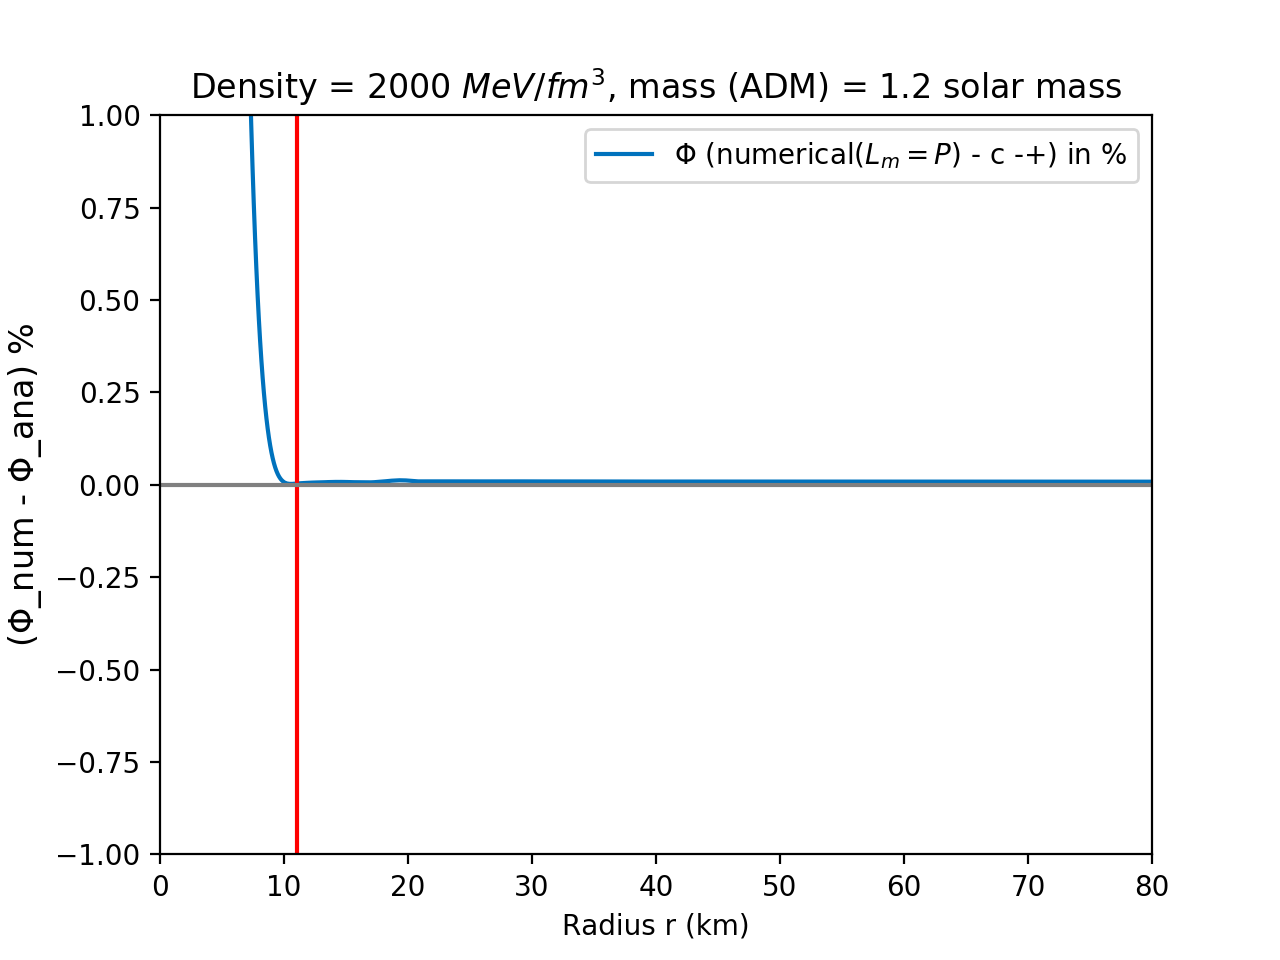 Density = 2000 MeV/fm³, mass (ADM) = 1.2 solar mass
Φ (numerical(L_m = P) - c -+) in %
(Φ_num - Φ_ana) %
1.00
0.75
0.50
0.25
0.00
−0.25
−0.50
−0.75
−1.00
0 10 20 30 40 50 60 70 80
Radius r (km)